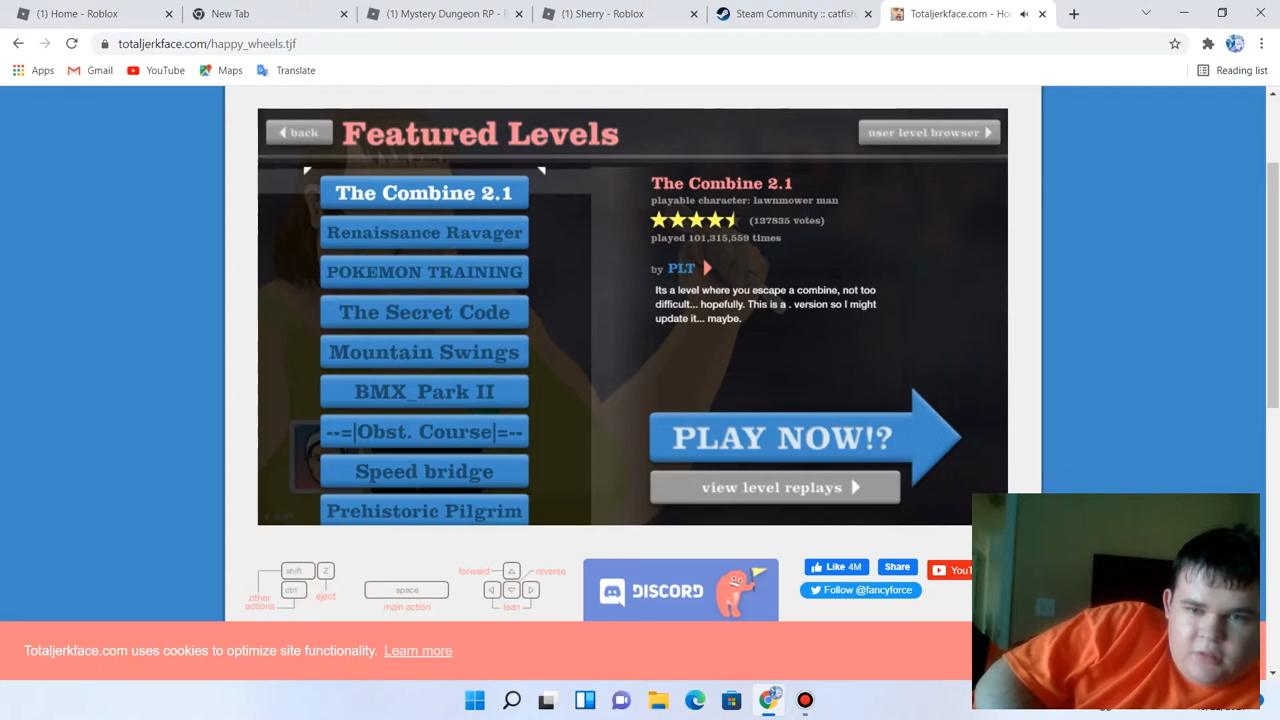 (1) Home - Roblox
New Tab
(1) Mystery Dungeon RP - 
(1) Sherry - Roblox
Steam Community :: catfish
Totaljerkface.com - Ho
totaljerkface.com/happy_wheels.tjf
Apps
Gmail
YouTube
Maps
Translate
Reading list
back
Featured Levels
user level browser
The Combine 2.1
Renaissance Ravager
POKEMON TRAINING
The Secret Code
Mountain Swings
BMX_Park II
--=|Obst. Course|=--
Speed bridge
Prehistoric Pilgrim
The Combine 2.1
playable character: lawnmower man
(137835 votes)
played 101,315,559 times
by PLT
Its a level where you escape a combine, not too
difficult... hopefully. This is a . version so I might
update it... maybe.
PLAY NOW!?
view level replays
shift
Z
ctrl
other
actions
eject
space
main action
forward
reverse
lean
DISCORD
Like 4M
Share
YouT
Follow @fancyforce
Totaljerkface.com uses cookies to optimize site functionality. Learn more